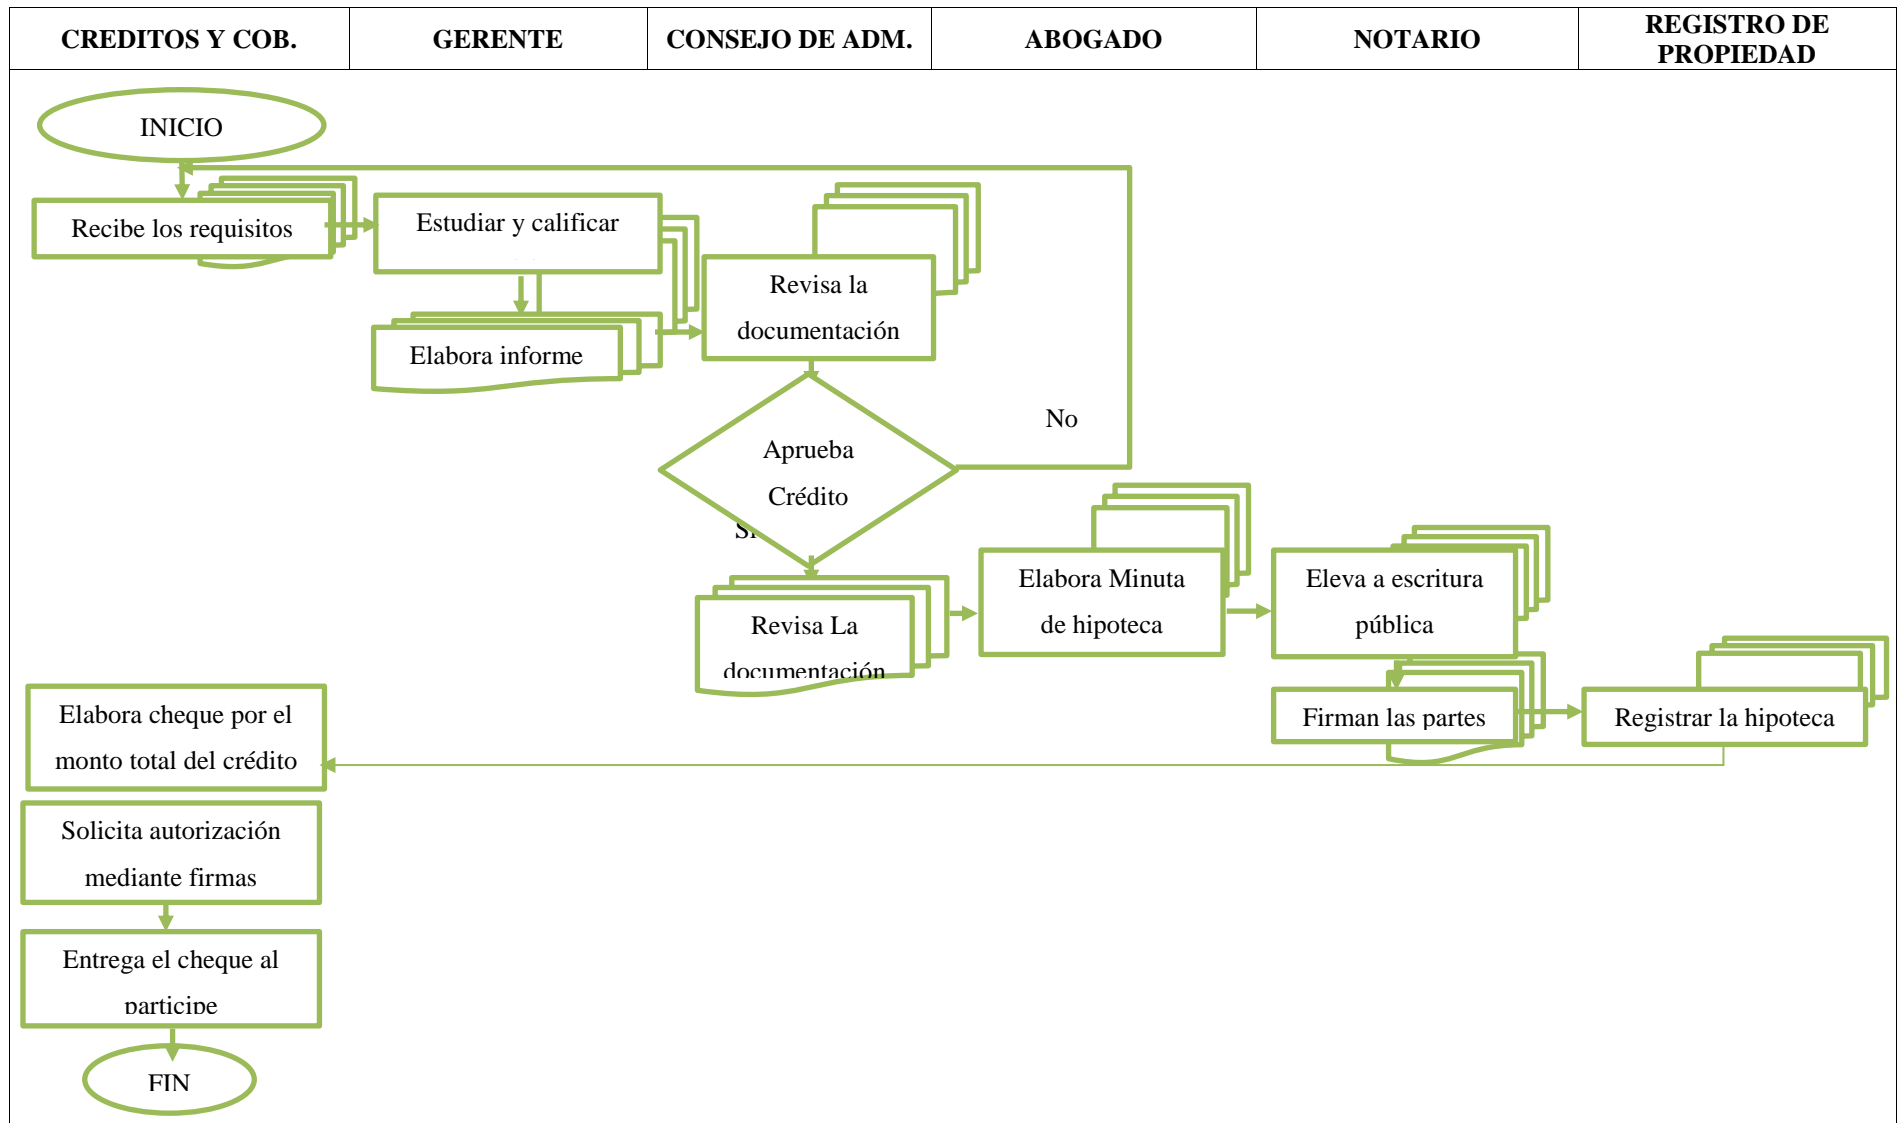 CREDITOS Y COB.
GERENTE
CONSEJO DE ADM.
ABOGADO
NOTARIO
REGISTRO DE
PROPIEDAD
INICIO
Recibe los requisitos
Estudiar y calificar
Elabora informe
Revisa la
documentación
Aprueba
Crédito
No
Revisa La
documentación
Elabora Minuta
de hipoteca
Eleva a escritura
pública
Firman las partes
Registrar la hipoteca
Elabora cheque por el
monto total del crédito
Solicita autorización
mediante firmas
Entrega el cheque al
participe
FIN